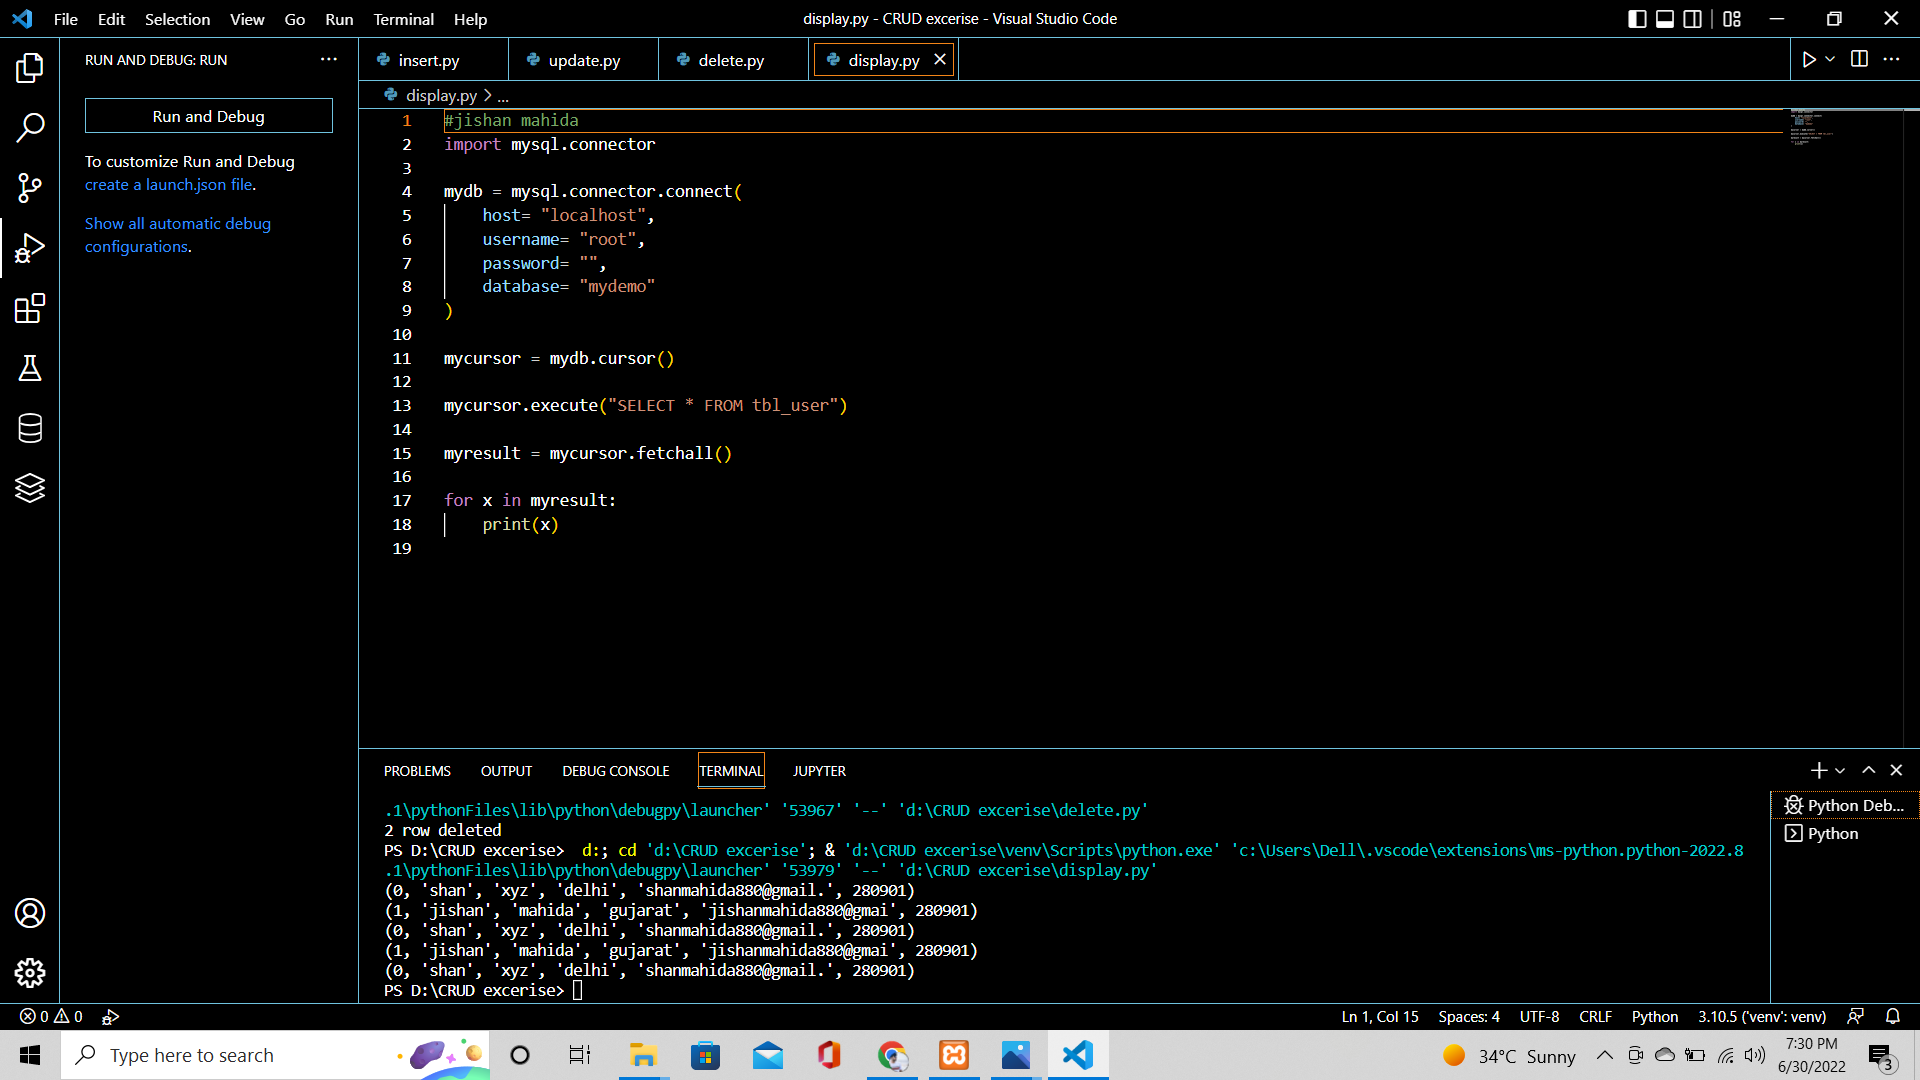 File Edit Selection View Go Run Terminal Help
display.py - CRUD excerise - Visual Studio Code
RUN AND DEBUG: RUN ...
Run and Debug
To customize Run and Debug
create a launch.json file.
Show all automatic debug
configurations.
insert.py update.py delete.py display.py
display.py > ...
1 #jishan mahida
2 import mysql.connector
3
4 mydb = mysql.connector.connect(
5 host= "localhost",
6 username= "root",
7 password= "",
8 database= "mydemo"
9 )
10
11 mycursor = mydb.cursor()
12
13 mycursor.execute("SELECT * FROM tbl_user")
14
15 myresult = mycursor.fetchall()
16
17 for x in myresult:
18 print(x)
19
PROBLEMS OUTPUT DEBUG CONSOLE TERMINAL JUPYTER
.1\pythonFiles\lib\python\debugpy\launcher' '53967' '--' 'd:\CRUD excerise\delete.py'
2 row deleted
PS D:\CRUD excerise> d:; cd 'd:\CRUD excerise'; & 'd:\CRUD excerise\venv\Scripts\python.exe' 'c:\Users\Dell\.vscode\extensions\ms-python.python-2022.8
.1\pythonFiles\lib\python\debugpy\launcher' '53979' '--' 'd:\CRUD excerise\display.py'
(0, 'shan', 'xyz', 'delhi', 'shanmahida880@gmail.', 280901)
(1, 'jishan', 'mahida', 'gujarat', 'jishanmahida880@gmai', 280901)
(0, 'shan', 'xyz', 'delhi', 'shanmahida880@gmail.', 280901)
(1, 'jishan', 'mahida', 'gujarat', 'jishanmahida880@gmai', 280901)
(0, 'shan', 'xyz', 'delhi', 'shanmahida880@gmail.', 280901)
PS D:\CRUD excerise>
Python Deb...
Python
0 0
Ln 1, Col 15 Spaces: 4 UTF-8 CRLF Python 3.10.5 ('venv': venv)
Type here to search
34°C Sunny
7:30 PM
6/30/2022
3